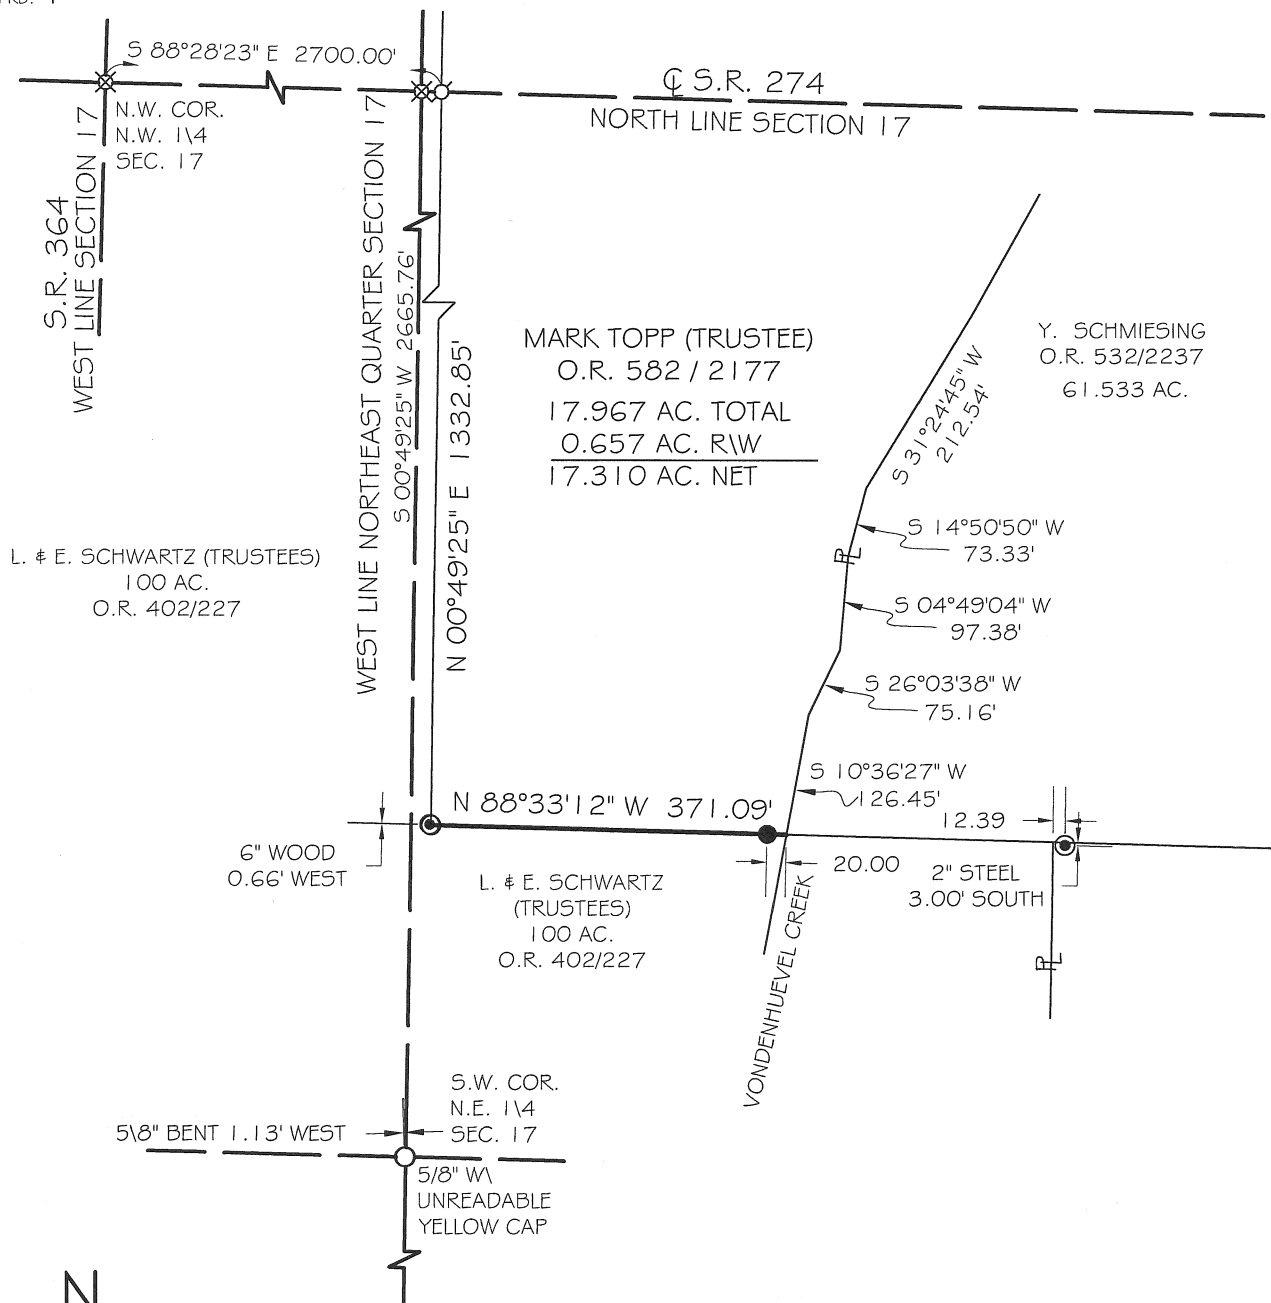 S 88°28'23" E 2700.00'
℄ S.R. 274
NORTH LINE SECTION 17
N.W. COR.
N.W. 1\4
SEC. 17
S.R. 364
WEST LINE SECTION 17
WEST LINE NORTHEAST QUARTER SECTION 17
S 00°49'25" W 2665.76'
N 00°49'25" E 1332.85'
MARK TOPP (TRUSTEE)
O.R. 582 / 2177
17.967 AC. TOTAL
0.657 AC. R\W
17.310 AC. NET
Y. SCHMIESING
O.R. 532/2237
61.533 AC.
S 31°24'45" W
212.54'
S 14°50'50" W
73.33'
PL
S 04°49'04" W
97.38'
S 26°03'38" W
75.16'
S 10°36'27" W
126.45'
L. & E. SCHWARTZ (TRUSTEES)
100 AC.
O.R. 402/227
N 88°33'12" W 371.09'
12.39
6" WOOD
0.66' WEST
20.00
2" STEEL
3.00' SOUTH
L. & E. SCHWARTZ
(TRUSTEES)
100 AC.
O.R. 402/227
VONDENHUEVEL CREEK
PL
S.W. COR.
N.E. 1\4
SEC. 17
5\8" BENT 1.13' WEST
5/8" W\
UNREADABLE
YELLOW CAP
N